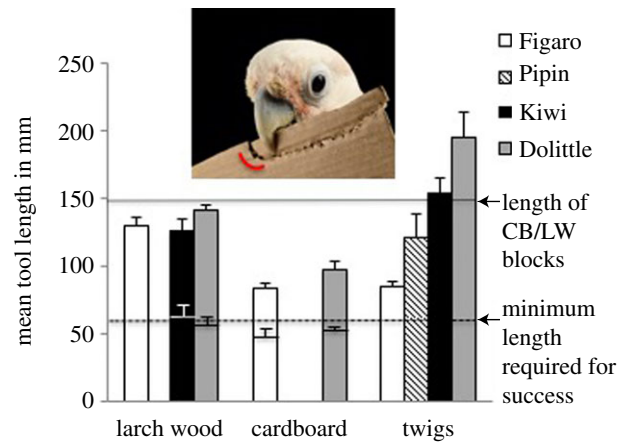 Figaro
Pipin
Kiwi
Dolittle
250
200
150
100
50
0
mean tool length in mm
length of
CB/LW
blocks
minimum
length
required for
success
larch wood
cardboard
twigs